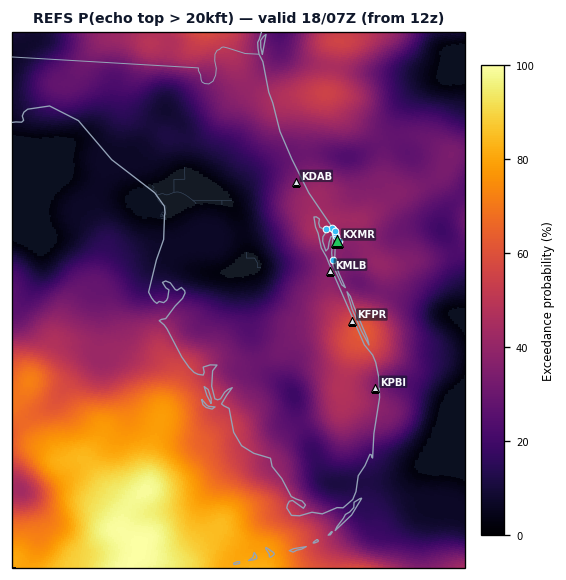 REFS P(echo top > 20kft) — valid 18/07Z (from 12z)
KDAB
KXMR
KMLB
KFPR
KPBI
100
80
60
40
20
0
Exceedance probability (%)